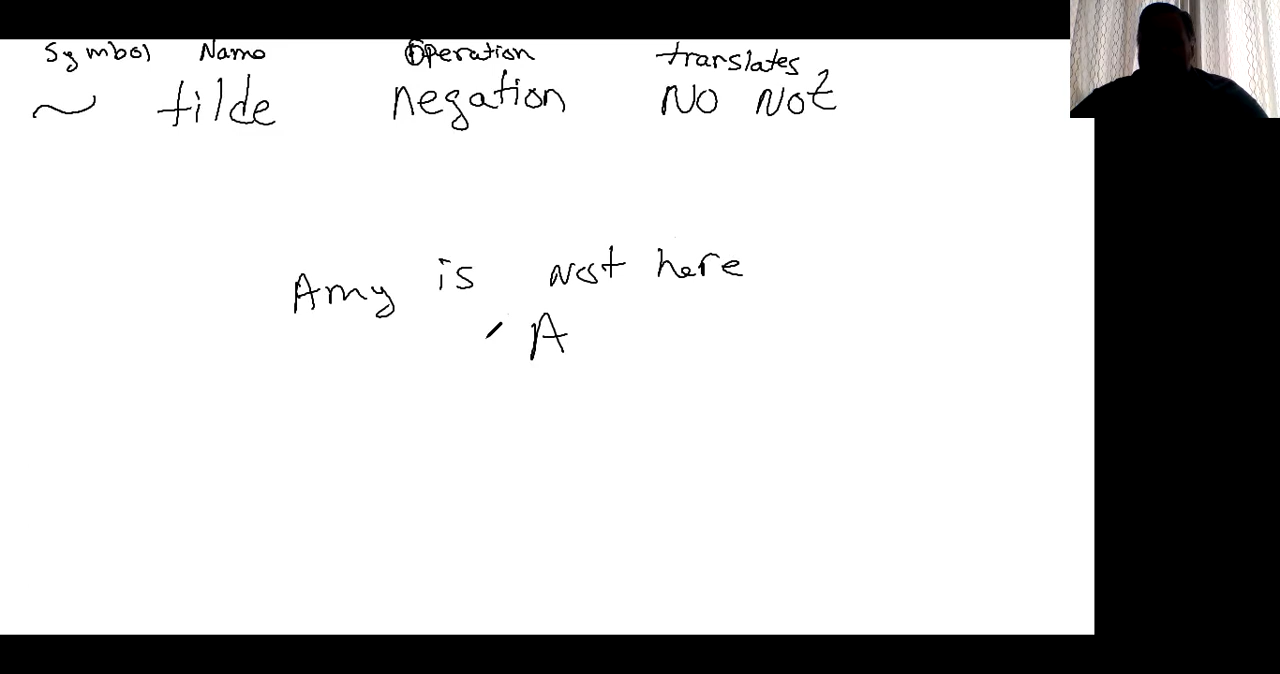 Symbol Name Operation translates
~ tilde negation No Not
Amy is not here
A